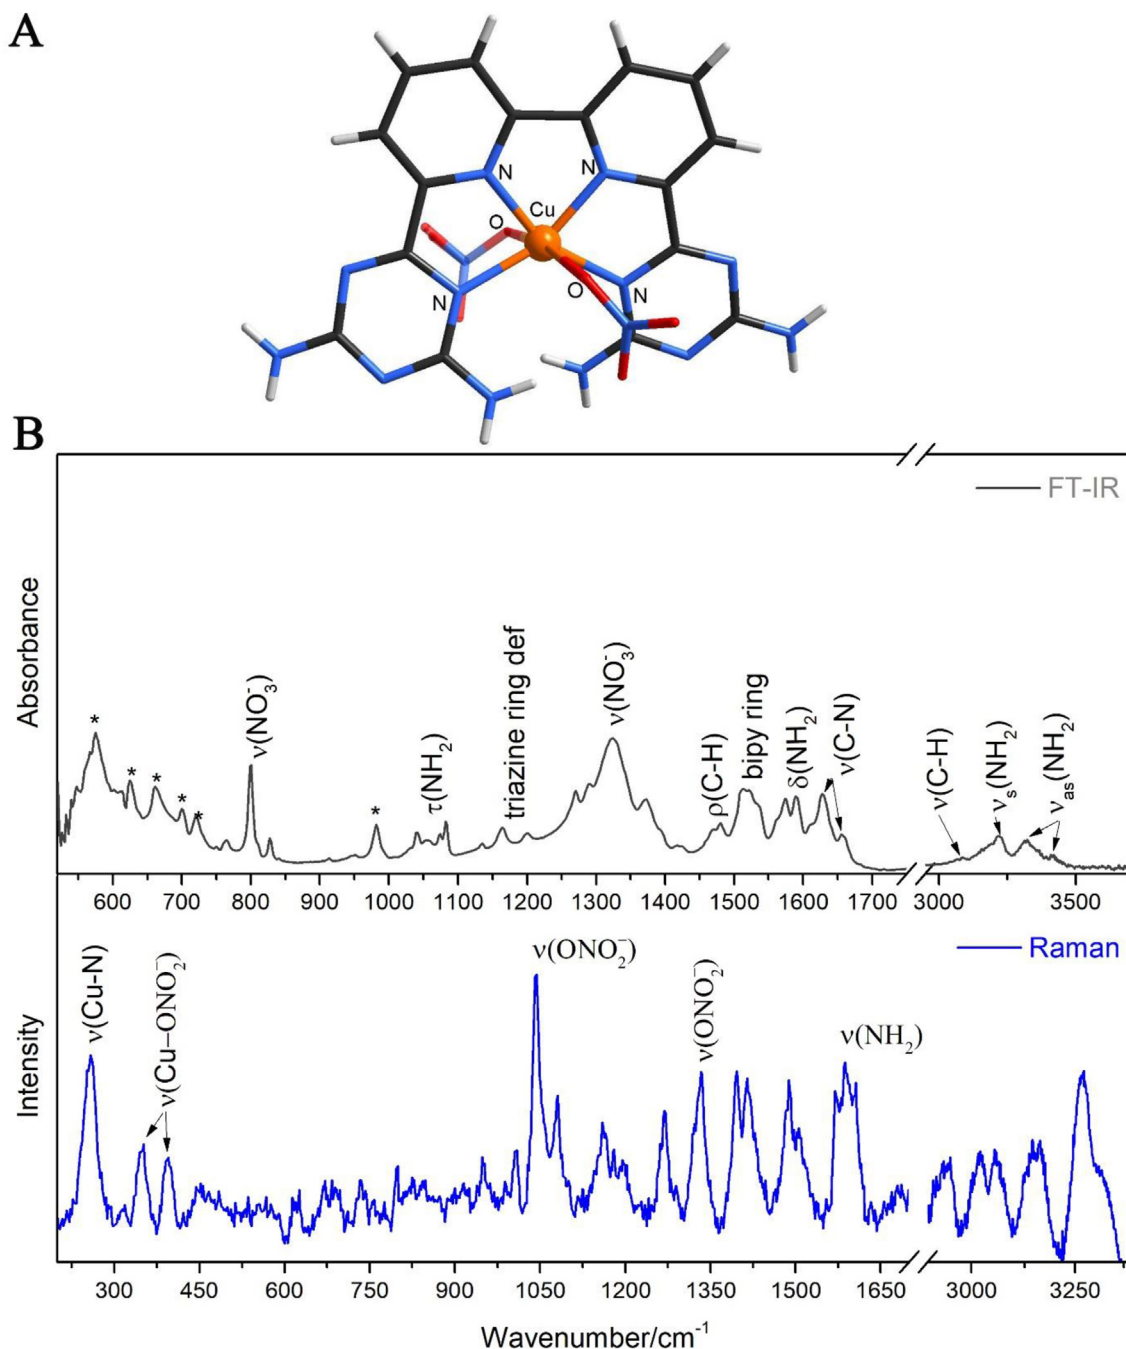 A
N
N
Cu
O
N
O
N
B
FT-IR
Absorbance
*
*
*
*
*
ν(NO₃⁻)
*
τ(NH₂)
triazine ring def
ν(NO₃⁻)
ρ(C-H)
bipy ring
δ(NH₂)
ν(C-N)
ν(C-H)
νₛ(NH₂)
ν_as(NH₂)
600 700 800 900 1000 1100 1200 1300 1400 1500 1600 1700 3000 3500
Raman
Intensity
ν(Cu-N)
ν(Cu–ONO₂⁻)
ν(ONO₂⁻)
ν(ONO₂⁻)
ν(NH₂)
300 450 600 750 900 1050 1200 1350 1500 1650 3000 3250
Wavenumber/cm⁻¹